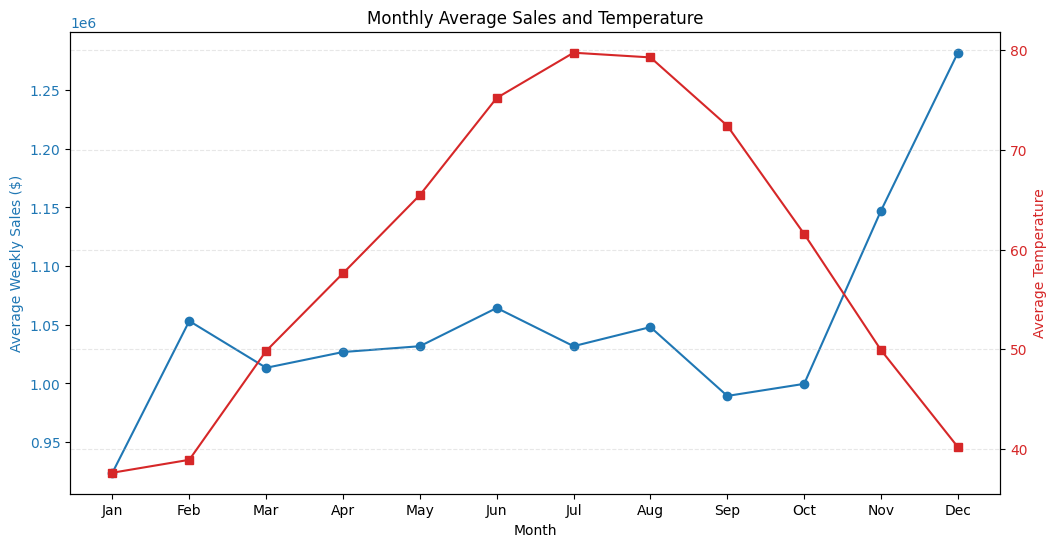 Monthly Average Sales and Temperature
1e6
1.25
1.20
1.15
1.10
1.05
1.00
0.95
Average Weekly Sales ($)
80
70
60
50
40
Average Temperature
Jan Feb Mar Apr May Jun Jul Aug Sep Oct Nov Dec
Month